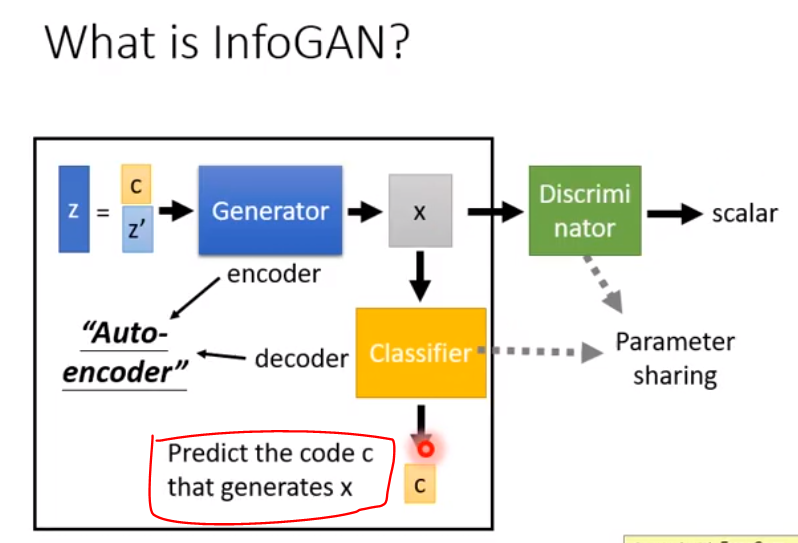 What is InfoGAN?
z = c z'
Generator
x
Discrimi
nator
scalar
encoder
"Auto-
encoder"
decoder
Classifier
Parameter
sharing
Predict the code c
that generates x
c